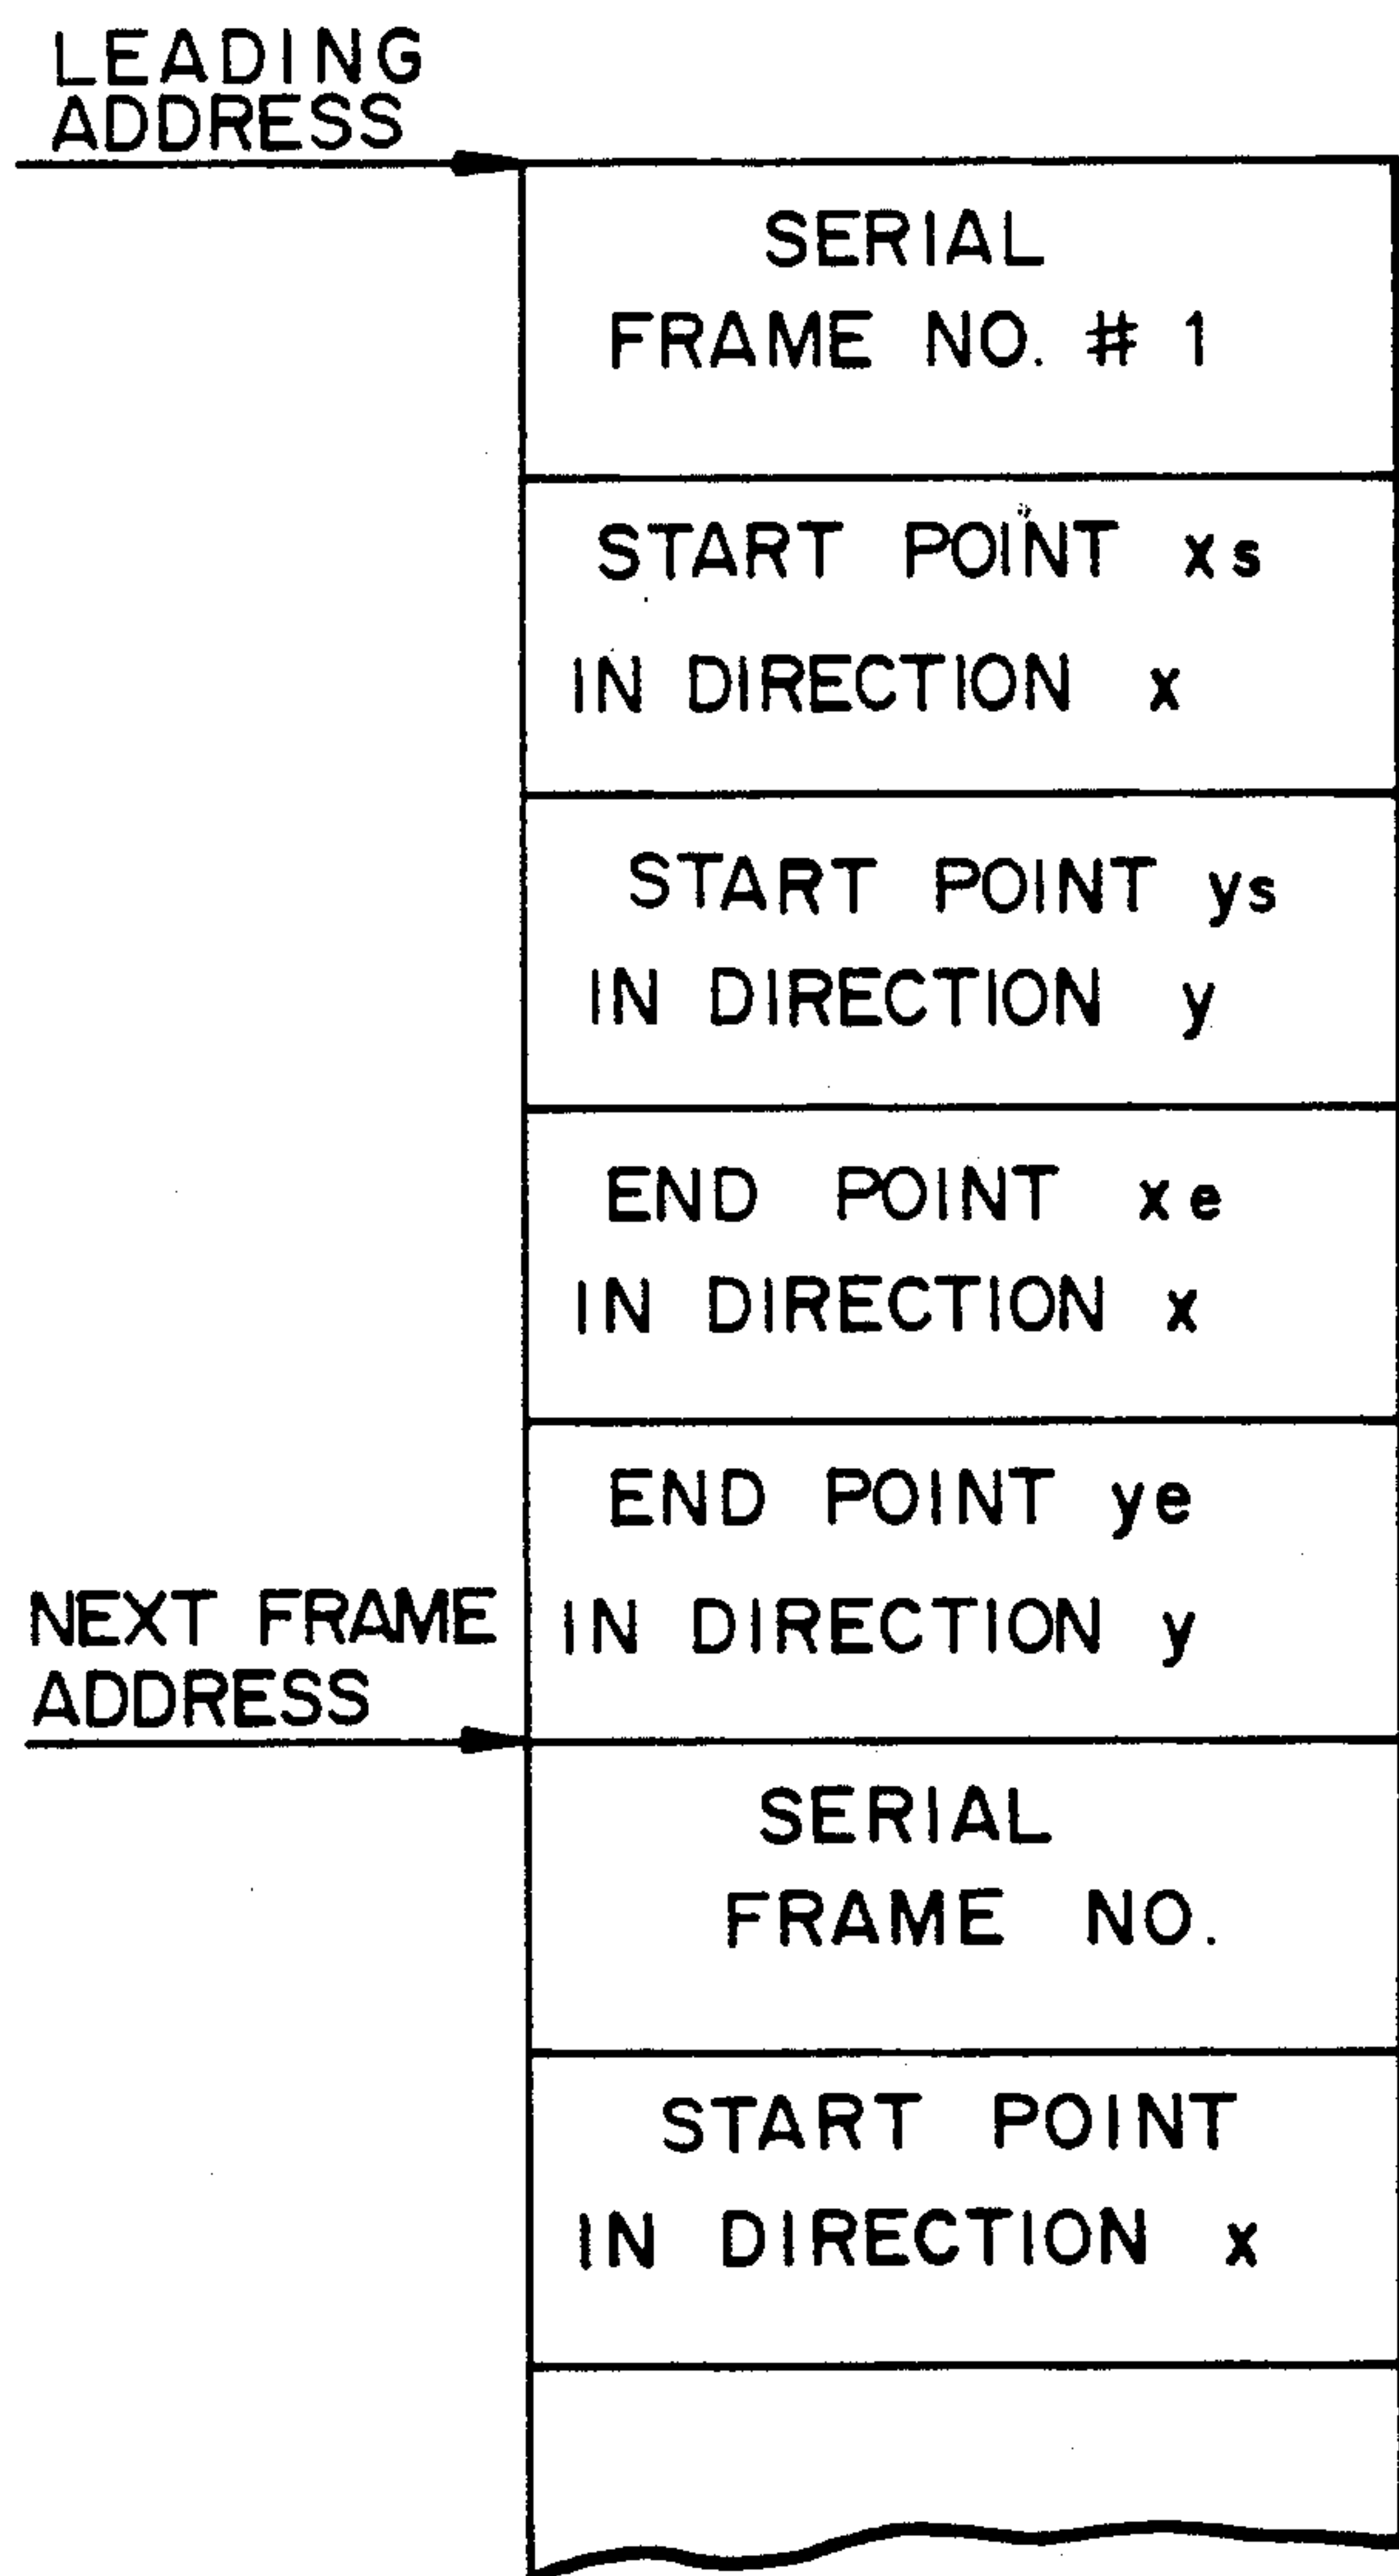 LEADING
ADDRESS
SERIAL
FRAME NO. # 1
START POINT xs
IN DIRECTION x
START POINT ys
IN DIRECTION y
END POINT xe
IN DIRECTION x
END POINT ye
IN DIRECTION y
NEXT FRAME
ADDRESS
SERIAL
FRAME NO.
START POINT
IN DIRECTION x